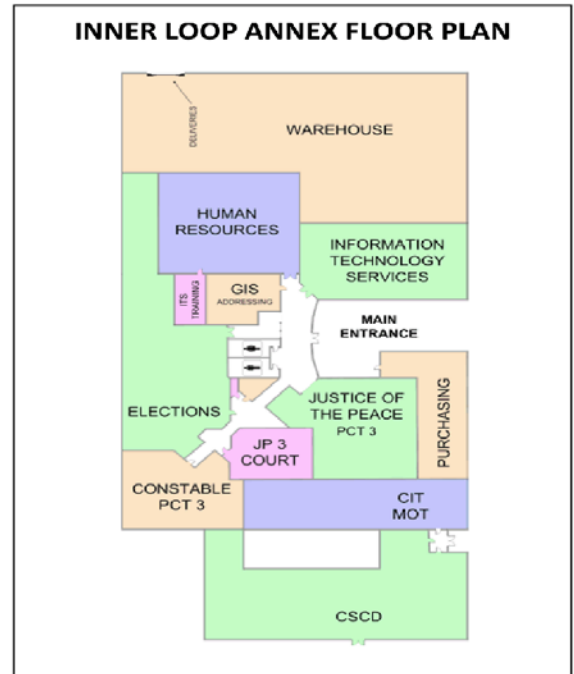 INNER LOOP ANNEX FLOOR PLAN
DELIVERIES
WAREHOUSE
HUMAN
RESOURCES
INFORMATION
TECHNOLOGY
SERVICES
ITS
TRAINING
GIS
ADDRESSING
MAIN
ENTRANCE
ELECTIONS
JUSTICE OF
THE PEACE
PCT 3
PURCHASING
JP 3
COURT
CONSTABLE
PCT 3
CIT
MOT
CSCD